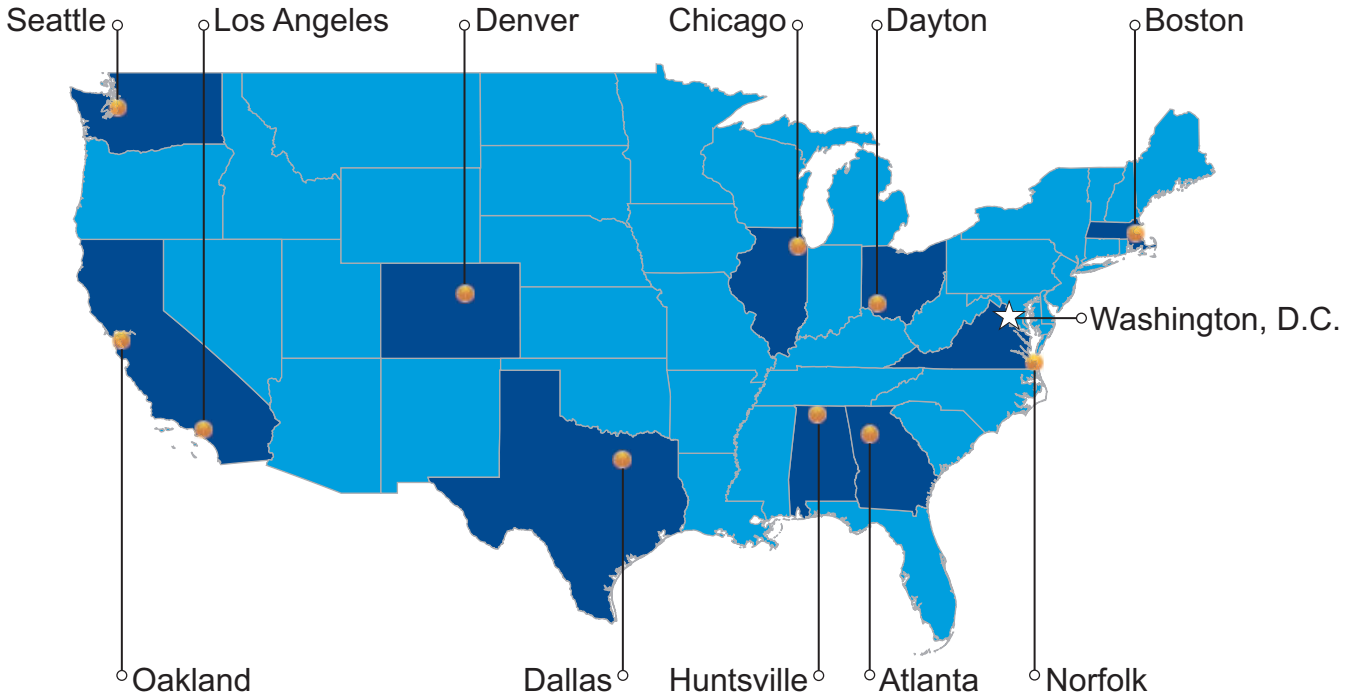 Seattle
Los Angeles
Denver
Chicago
Dayton
Boston
Washington, D.C.
Oakland
Dallas
Huntsville
Atlanta
Norfolk